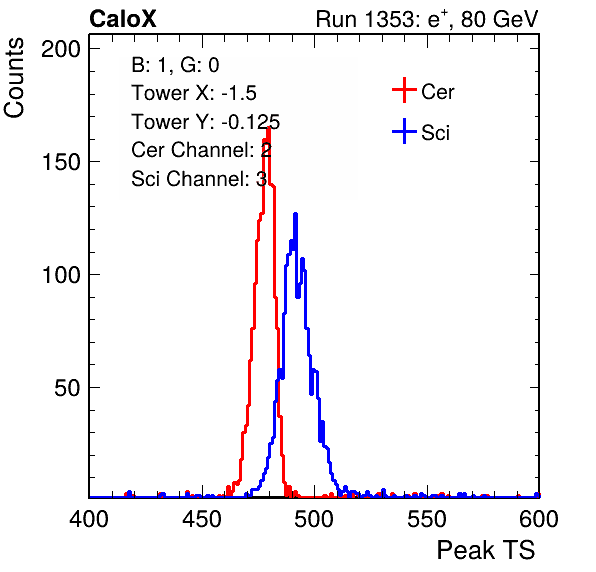 CaloX Run 1353: e+, 80 GeV
Counts
200
150
100
50
B: 1, G: 0
Tower X: -1.5
Tower Y: -0.125
Cer Channel: 2
Sci Channel: 3
Cer
Sci
400 450 500 550 600
Peak TS